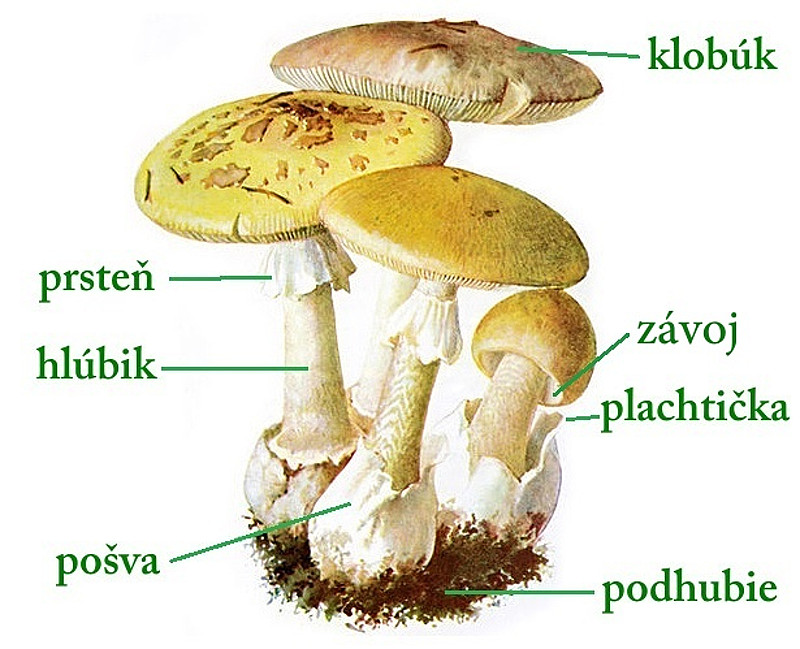 klobúk
prsteň
závoj
hlúbik
plachtička
pošva
podhubie